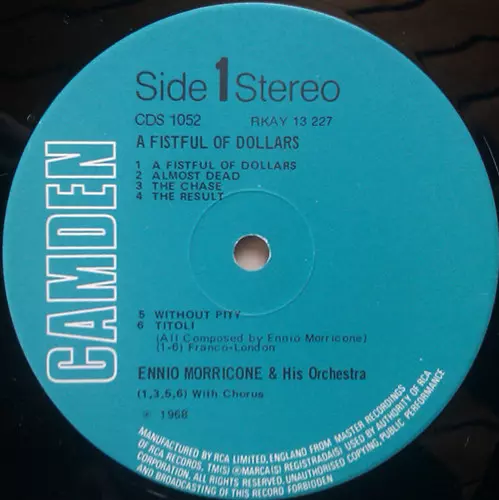 Side 1 Stereo
CDS 1052 RKAY 13 227
A FISTFUL OF DOLLARS
1 A FISTFUL OF DOLLARS
2 ALMOST DEAD
3 THE CHASE
4 THE RESULT
CAMDEN
5 WITHOUT PITY
6 TITOLI
(All Composed by Ennio Morricone)
(1-6) Franco-London
ENNIO MORRICONE & His Orchestra
(1,3,5,6) With Chorus
℗ 1968
MANUFACTURED BY RCA LIMITED, ENGLAND FROM MASTER RECORDINGS
OF RCA RECORDS, TM(S) ®MARCA(S) REGISTRADA(S) USED BY AUTHORITY OF RCA
CORPORATION. ALL RIGHTS RESERVED. UNAUTHORISED COPYING, PUBLIC PERFORMANCE
AND BROADCASTING OF THIS RECORD FORBIDDEN